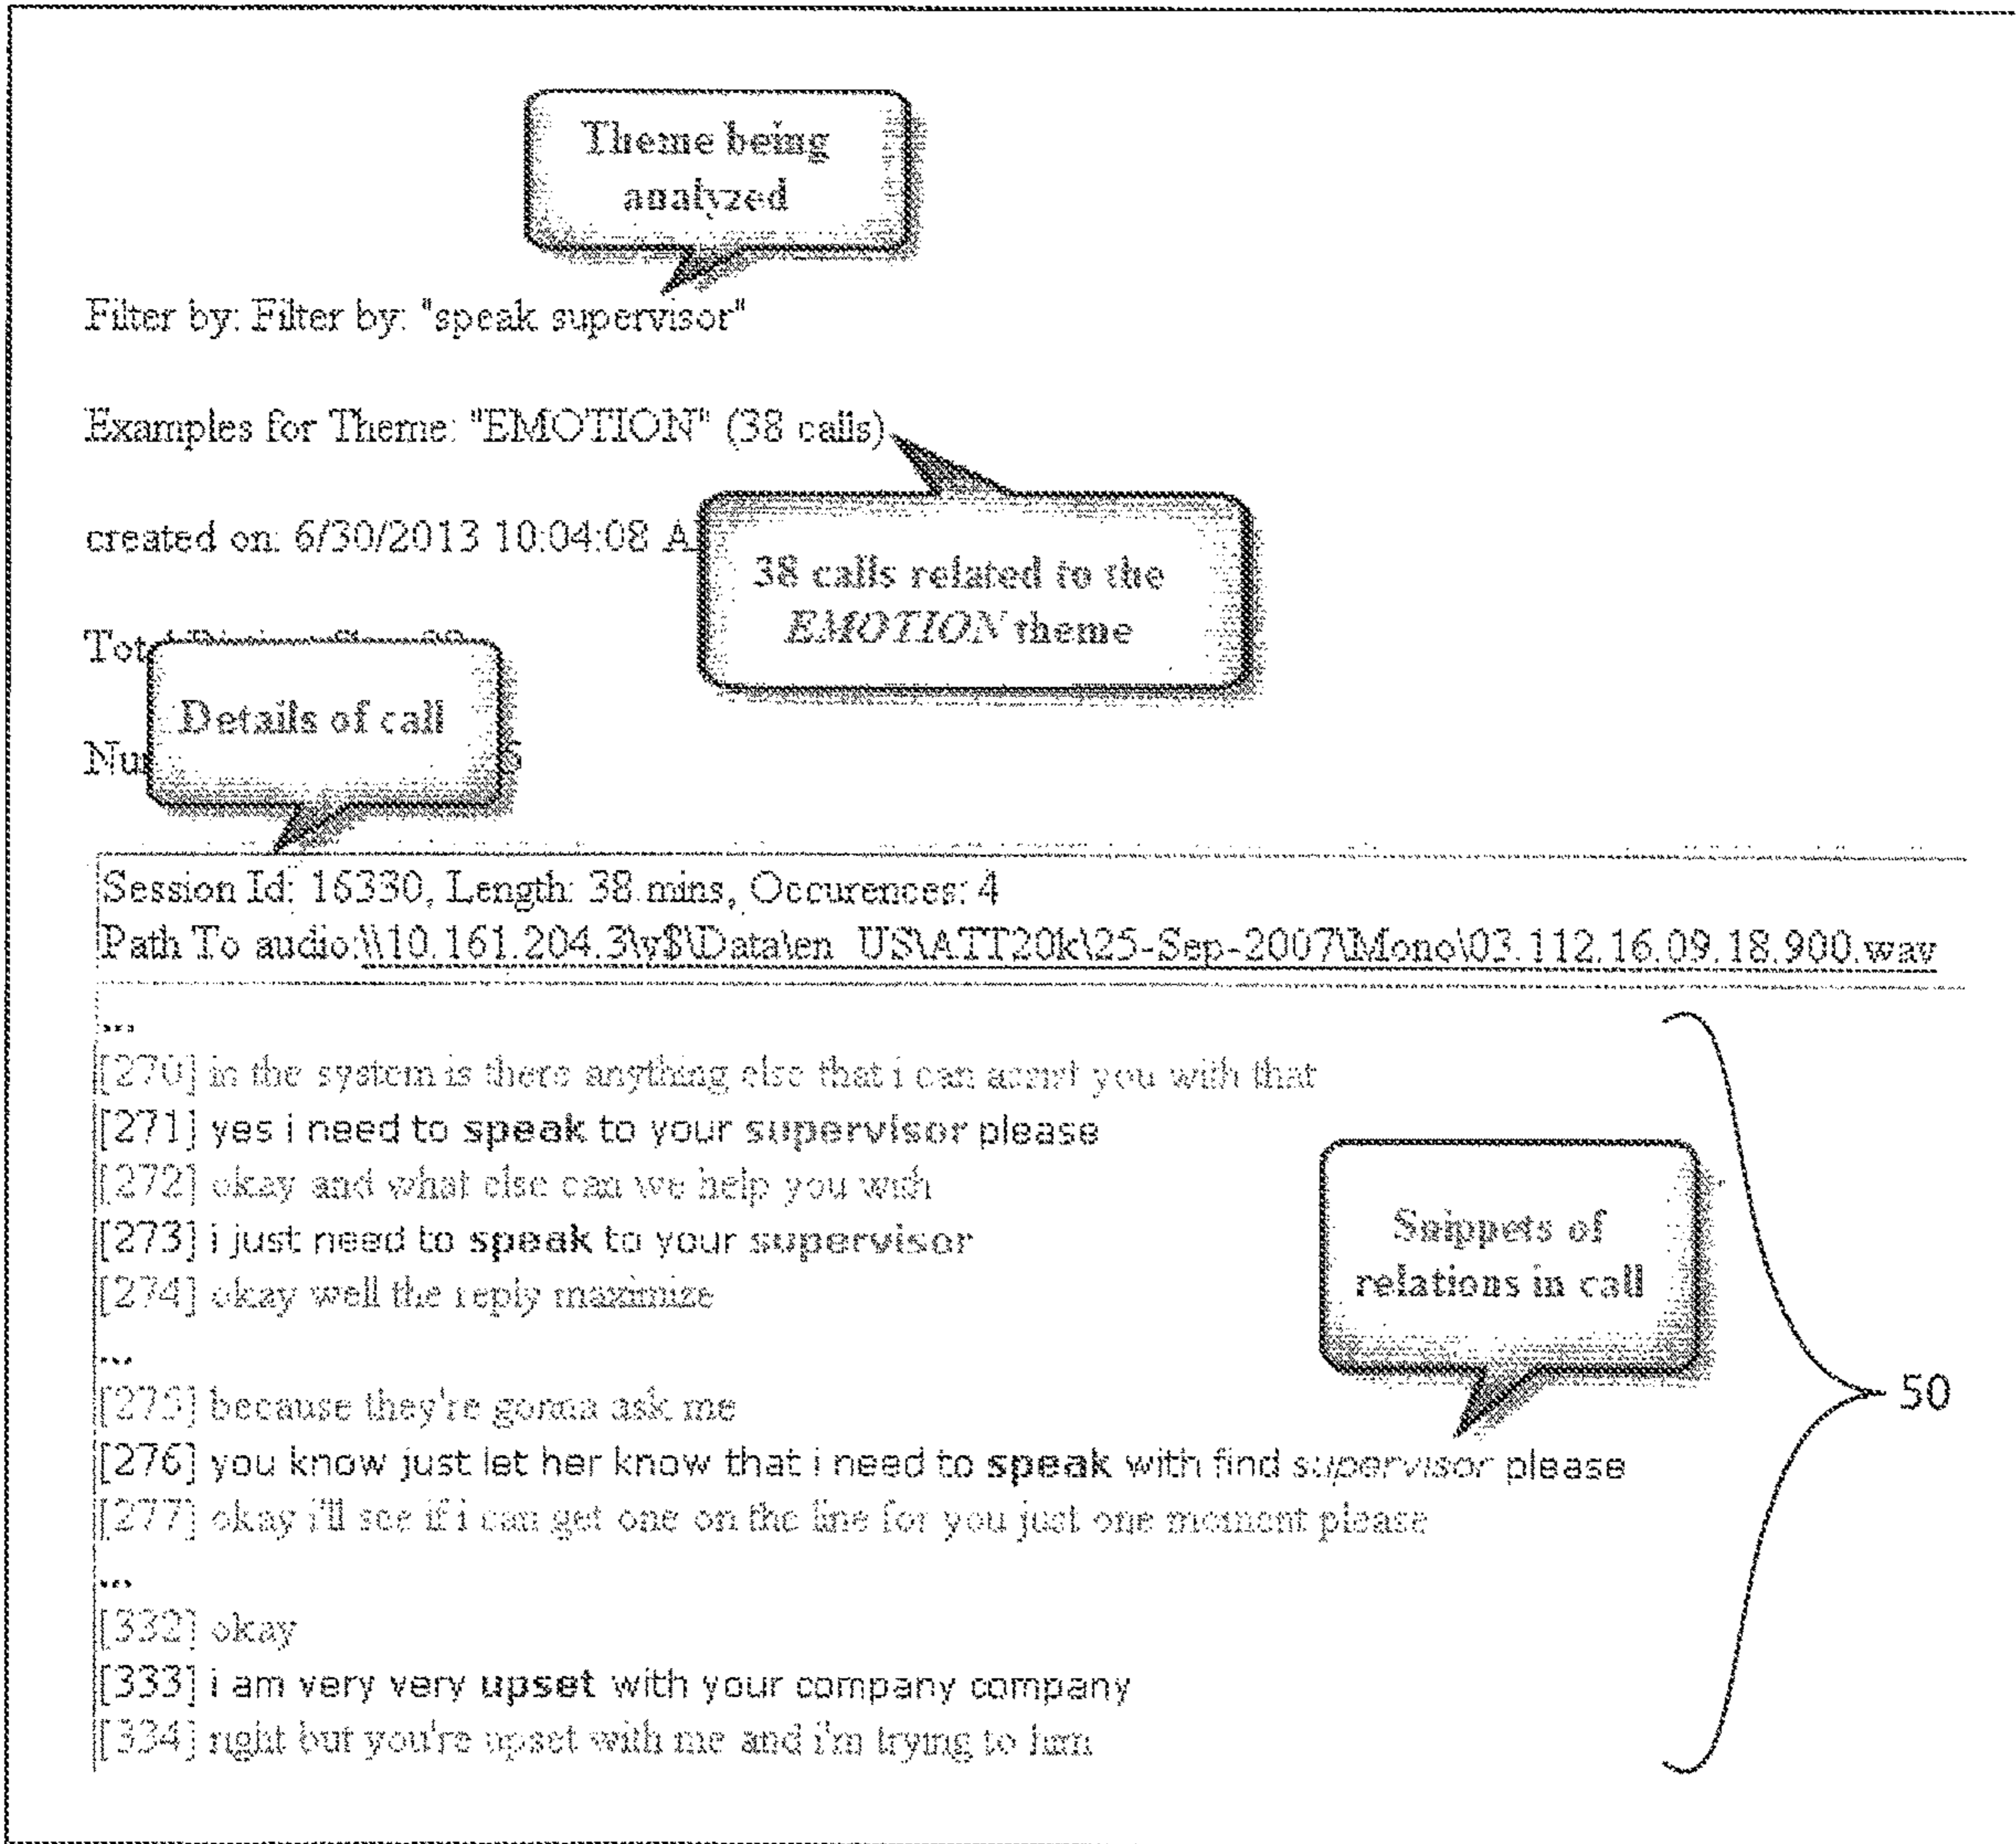 Theme being
analyzed
Filter by: Filter by: "speak supervisor"
Examples for Theme: "EMOTION" (38 calls)
created on: 6/30/2013 10:04:08 A
38 calls related to the
EMOTION theme
Tot
Details of call
Nu
Session Id: 16330, Length: 38 mins, Occurences: 4
Path To audio:\\10.161.204.3\y$\Data\en_US\ATT20k\25-Sep-2007\Mono\03.112.16.09.18.900.wav
...
[270] in the system is there anything else that i can assist you with that
[271] yes i need to speak to your supervisor please
[272] okay and what else can we help you with
[273] i just need to speak to your supervisor
[274] okay well the reply maximize
Snippets of
relations in call
...
[275] because they're gonna ask me
50
[276] you know just let her know that i need to speak with find supervisor please
[277] okay i'll see if i can get one on the line for you just one moment please
...
[332] okay
[333] i am very very upset with your company company
[334] right but you're upset with me and i'm trying to